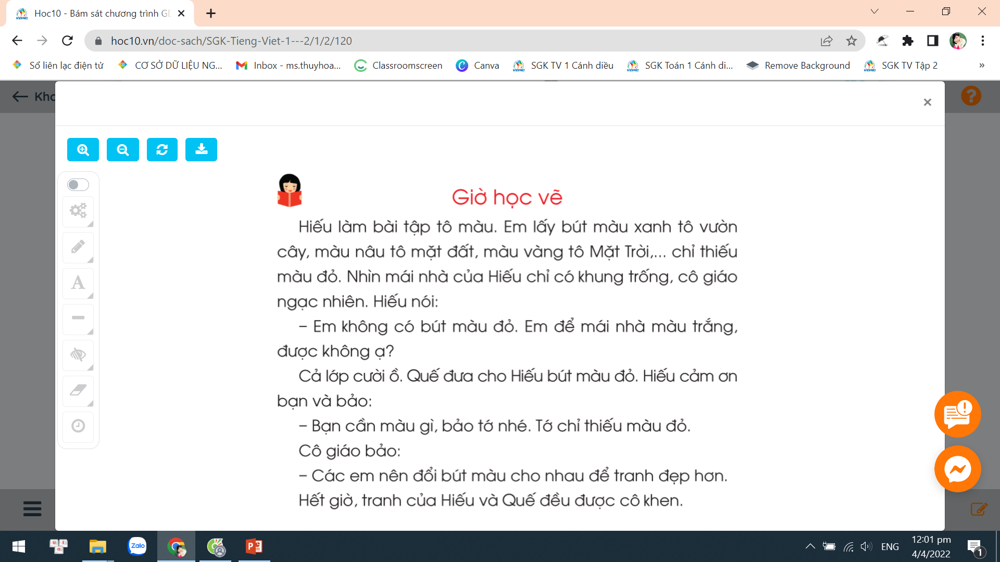 Hoc10 - Bám sát chương trình GD
hoc10.vn/doc-sach/SGK-Tieng-Viet-1---2/1/2/120
Sổ liên lạc điện tử CƠ SỞ DỮ LIỆU NG... Inbox - ms.thuyhoa... Classroomscreen Canva SGK TV 1 Cánh diều SGK Toán 1 Cánh di... Remove Background SGK TV Tập 2 »
Kho
Giờ học vẽ
Hiếu làm bài tập tô màu. Em lấy bút màu xanh tô vườn
cây, màu nâu tô mặt đất, màu vàng tô Mặt Trời,... chỉ thiếu
màu đỏ. Nhìn mái nhà của Hiếu chỉ có khung trống, cô giáo
ngạc nhiên. Hiếu nói:
– Em không có bút màu đỏ. Em để mái nhà màu trắng,
được không ạ?
Cả lớp cười ồ. Quế đưa cho Hiếu bút màu đỏ. Hiếu cảm ơn
bạn và bảo:
– Bạn cần màu gì, bảo tớ nhé. Tớ chỉ thiếu màu đỏ.
Cô giáo bảo:
– Các em nên đổi bút màu cho nhau để tranh đẹp hơn.
Hết giờ, tranh của Hiếu và Quế đều được cô khen.
Zalo
ENG
12:01 pm
4/4/2022
1